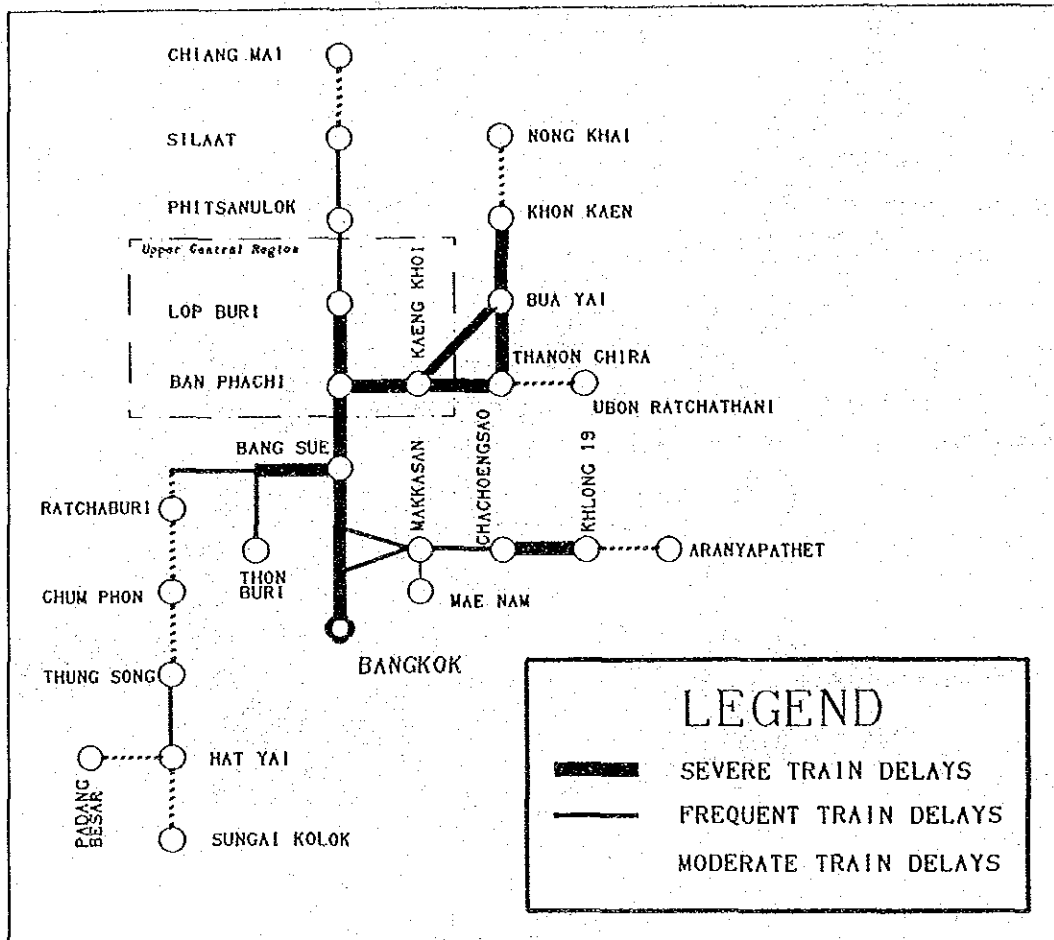 CHIANG MAI
SILAAT
NONG KHAI
PHITSANULOK
KHON KAEN
Upper Central Region
LOP BURI
KAENG KHOI
BUA YAI
BAN PHACHI
THANON CHIRA
UBON RATCHATHANI
BANG SUE
MAKKASAN
CHACHOENGSAO
KHLONG 19
RATCHABURI
ARANYAPATHET
THON
BURI
CHUM PHON
MAE NAM
BANGKOK
THUNG SONG
HAT YAI
PADANG
BESAR
SUNGAI KOLOK
LEGEND
SEVERE TRAIN DELAYS
FREQUENT TRAIN DELAYS
MODERATE TRAIN DELAYS